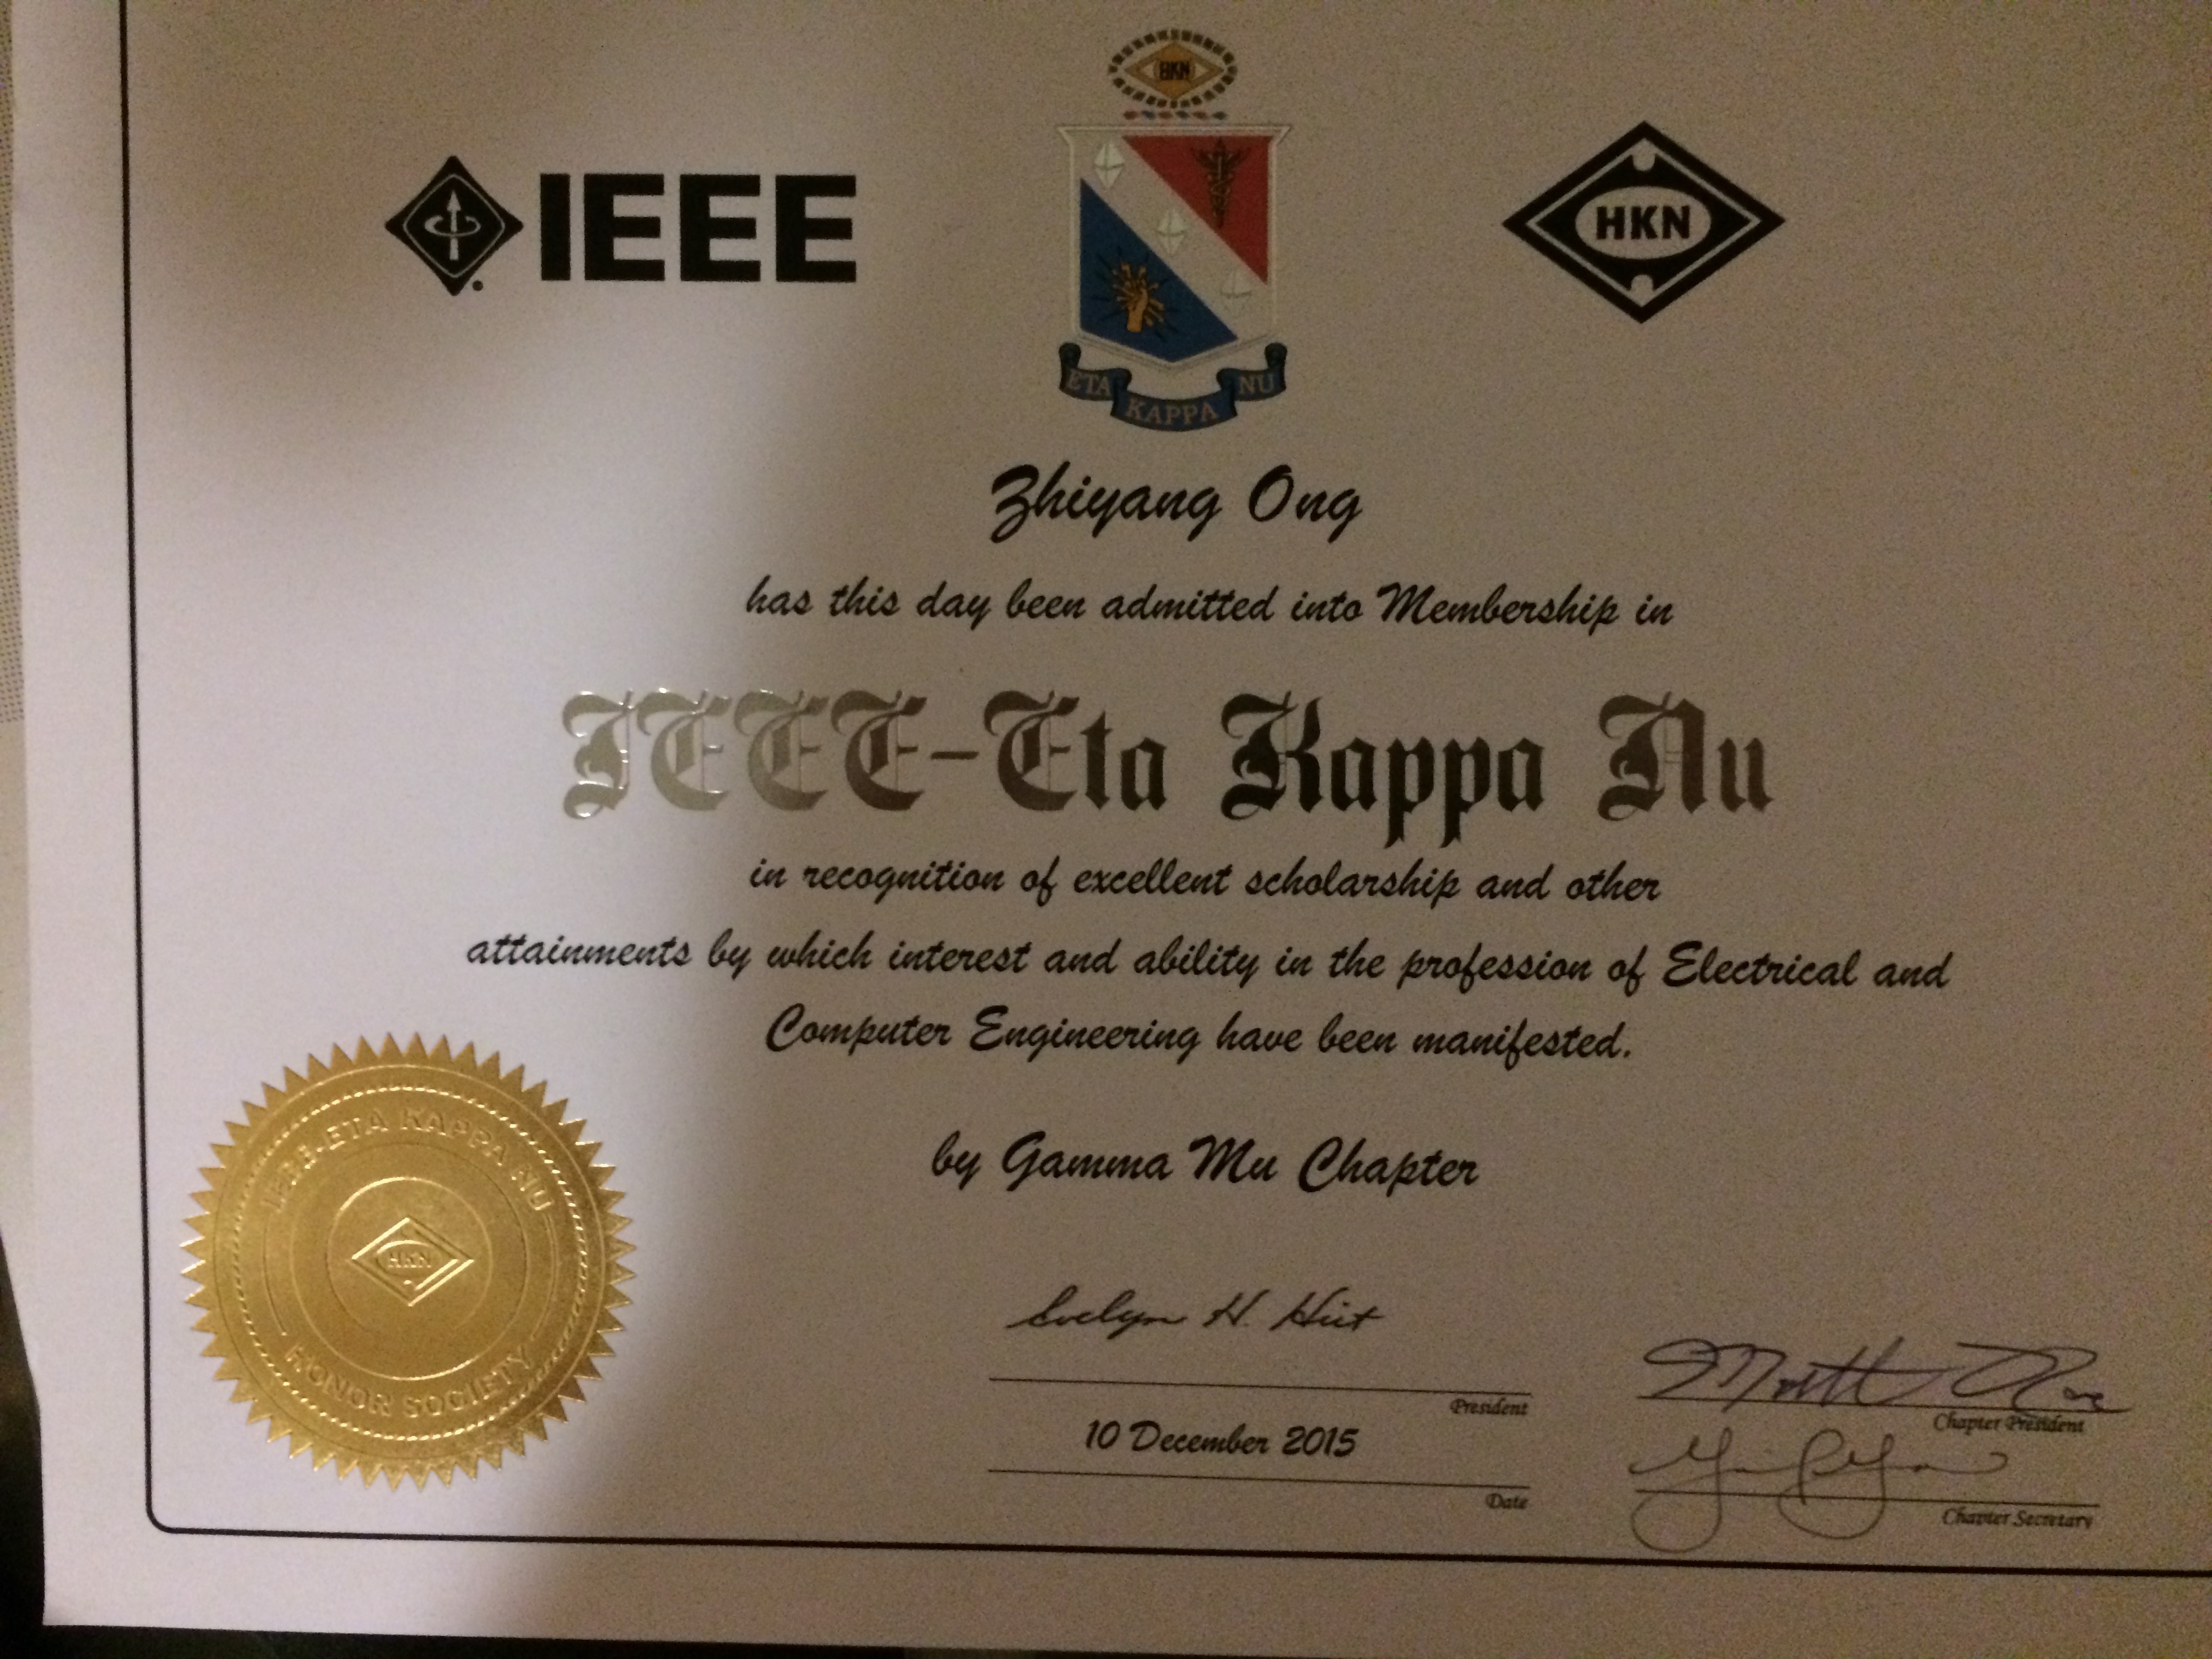 HKN
IEEE
HKN
ETA KAPPA NU
Zhiyang Ong
has this day been admitted into Membership in
IEEE-Eta Kappa Nu
in recognition of excellent scholarship and other
attainments by which interest and ability in the profession of Electrical and
Computer Engineering have been manifested.
by Gamma Mu Chapter
IEEE-ETA KAPPA NU
HKN
HONOR SOCIETY
Evelyn H. Hirt
President
10 December 2015
Date
Chapter President
Chapter Secretary